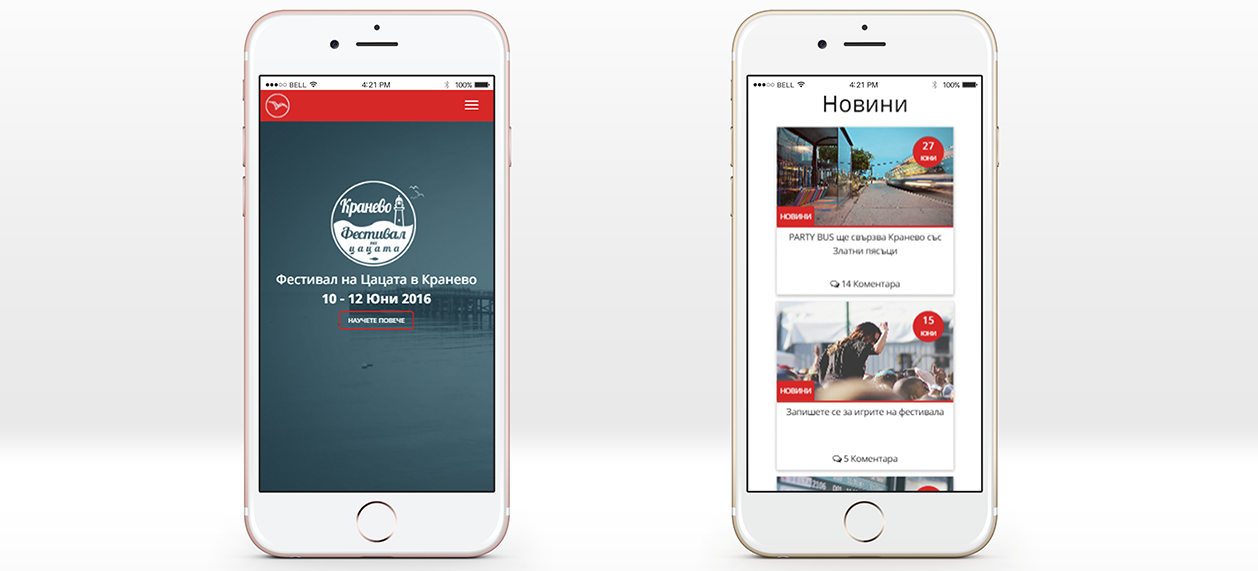 BELL 4:21 PM 100%
Кранево
Фестивал
на
цацата
Фестивал на Цацата в Кранево
10 - 12 Юни 2016
НАУЧЕТЕ ПОВЕЧЕ
BELL 4:21 PM 100%
Новини
27
ЮНИ
НОВИНИ
PARTY BUS ще свързва Кранево със
Златни пясъци
14 Коментара
15
ЮНИ
НОВИНИ
Запишете се за игрите на фестивала
5 Коментара